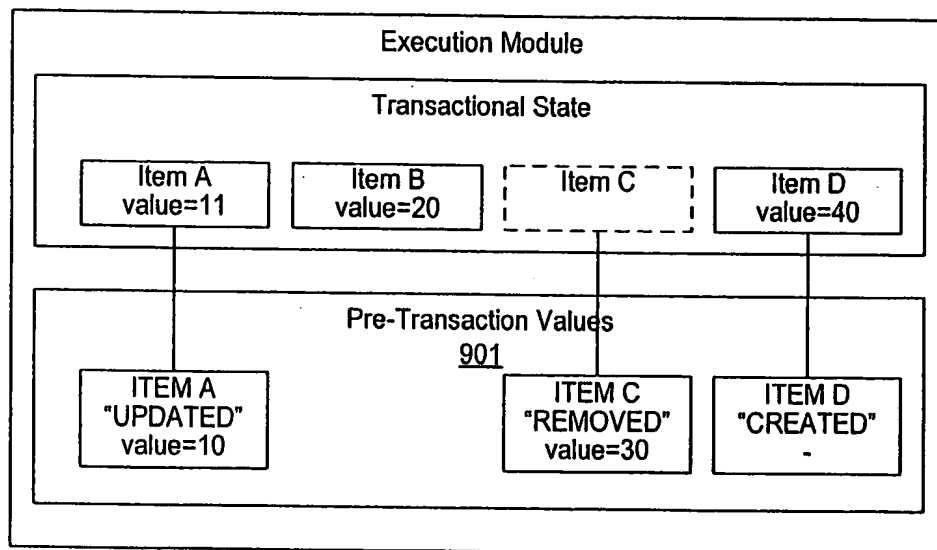 Execution Module
Transactional State
Item A
value=11
Item B
value=20
Item C
Item D
value=40
Pre-Transaction Values
901
ITEM A
"UPDATED"
value=10
ITEM C
"REMOVED"
value=30
ITEM D
"CREATED"
-